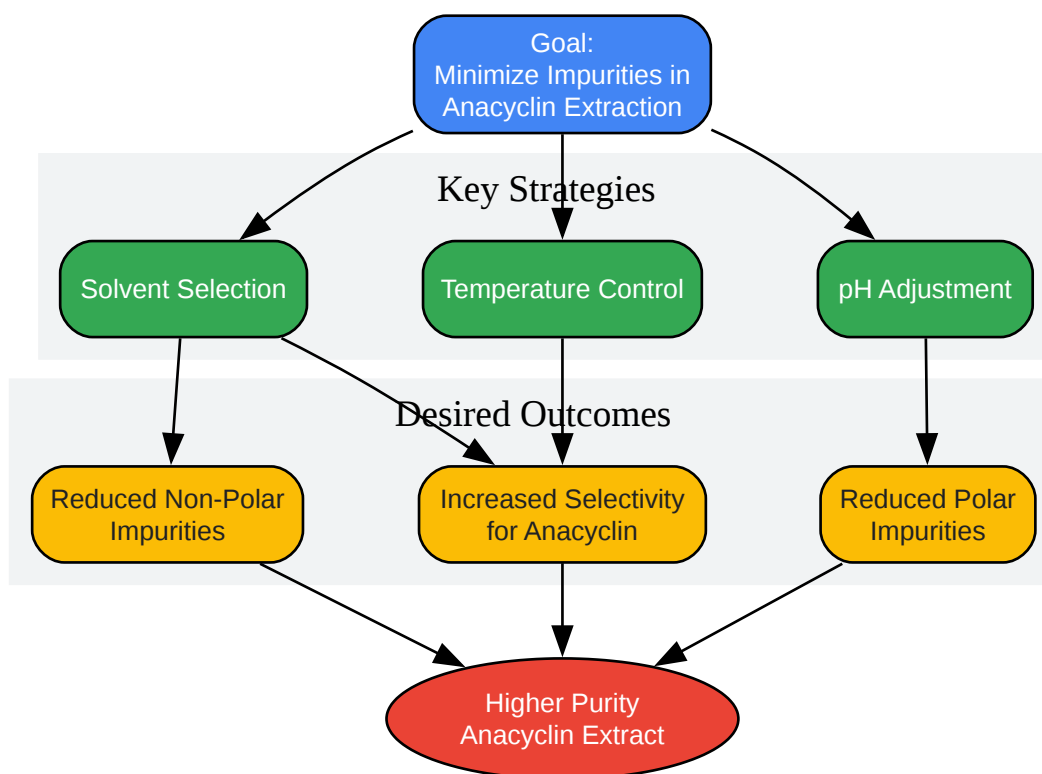 Goal:
Minimize Impurities in
Anacyclin Extraction
Key Strategies
Solvent Selection
Temperature Control
pH Adjustment
Desired Outcomes
Reduced Non-Polar
Impurities
Increased Selectivity
for Anacyclin
Reduced Polar
Impurities
Higher Purity
Anacyclin Extract